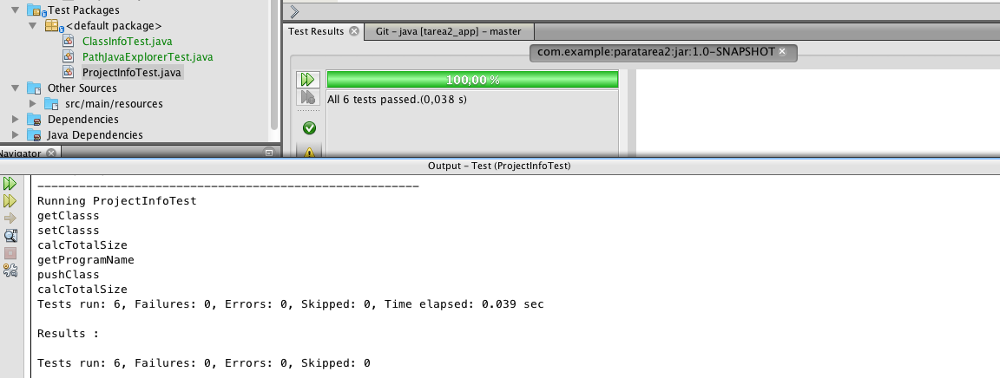 Test Packages
<default package>
ClassInfoTest.java
PathJavaExplorerTest.java
ProjectInfoTest.java
Other Sources
src/main/resources
Dependencies
Java Dependencies
Navigator
Test Results
Git - java [tarea2_app] - master
com.example:paratarea2:jar:1.0-SNAPSHOT
100,00 %
All 6 tests passed.(0,038 s)
Output - Test (ProjectInfoTest)
-------------------------------------------------------
Running ProjectInfoTest
getClasss
setClasss
calcTotalSize
getProgramName
pushClass
calcTotalSize
Tests run: 6, Failures: 0, Errors: 0, Skipped: 0, Time elapsed: 0.039 sec
Results :
Tests run: 6, Failures: 0, Errors: 0, Skipped: 0